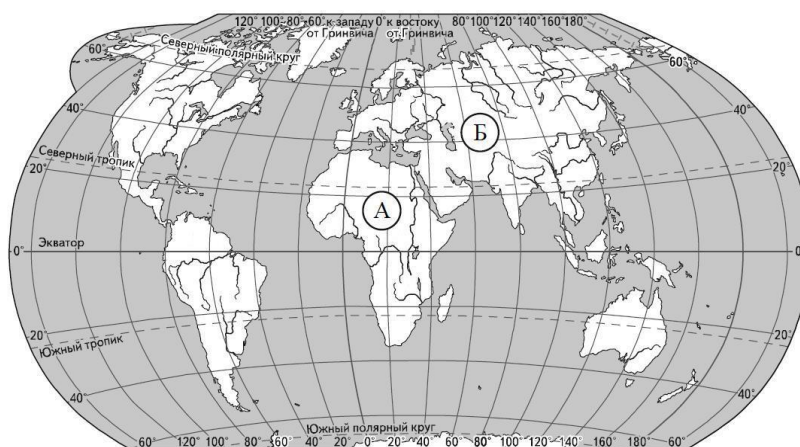 120° 100° 80° 60° к западу 0° к востоку 80° 100° 120° 140° 160° 180°
от Гринвича от Гринвича
Северный полярный круг
60° 60°
40° 40°
Б
Северный тропик
20° 20°
А
Экватор
0° 0°
20° 20°
Южный тропик
40° 40°
Южный полярный круг
60° 120° 100° 80° 60° 40° 20° 0° 20° 40° 60° 80° 100° 120° 140° 160° 180° 60°